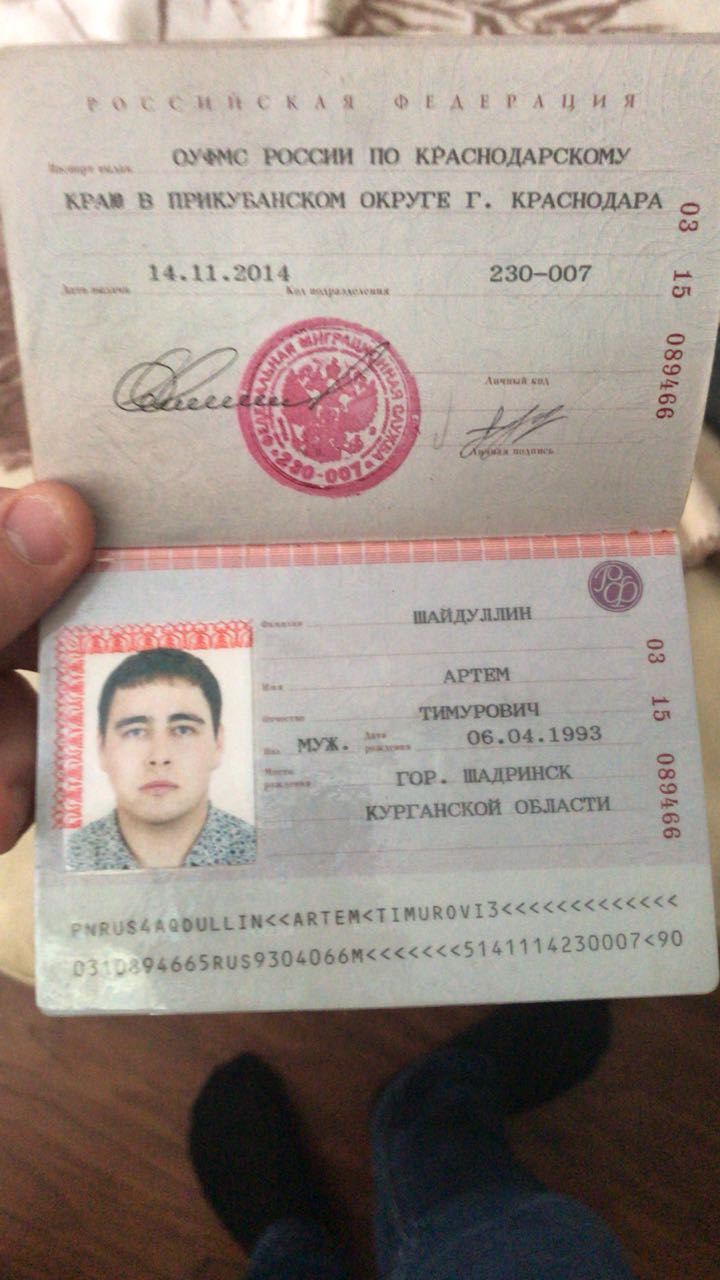 РОССИЙСКАЯ ФЕДЕРАЦИЯ
Паспорт выдан ОУФМС РОССИИ ПО КРАСНОДАРСКОМУ
КРАЮ В ПРИКУБАНСКОМ ОКРУГЕ Г. КРАСНОДАРА
Дата выдачи 14.11.2014 Код подразделения 230-007
03 15 089466
ФЕДЕРАЛЬНАЯ МИГРАЦИОННАЯ СЛУЖБА
230-007
Личный код
Личная подпись
РФ
Фамилия ШАЙДУЛЛИН
Имя АРТЕМ
Отчество ТИМУРОВИЧ
Пол МУЖ. Дата рождения 06.04.1993
Место рождения ГОР. ШАДРИНСК
КУРГАНСКОЙ ОБЛАСТИ
03 15 089466
PNRUS4AQDULLIN<<ARTEM<TIMUROVI3<<<<<<<<<<<<<
0310894665RUS9304066M<<<<<<<5141114230007<90